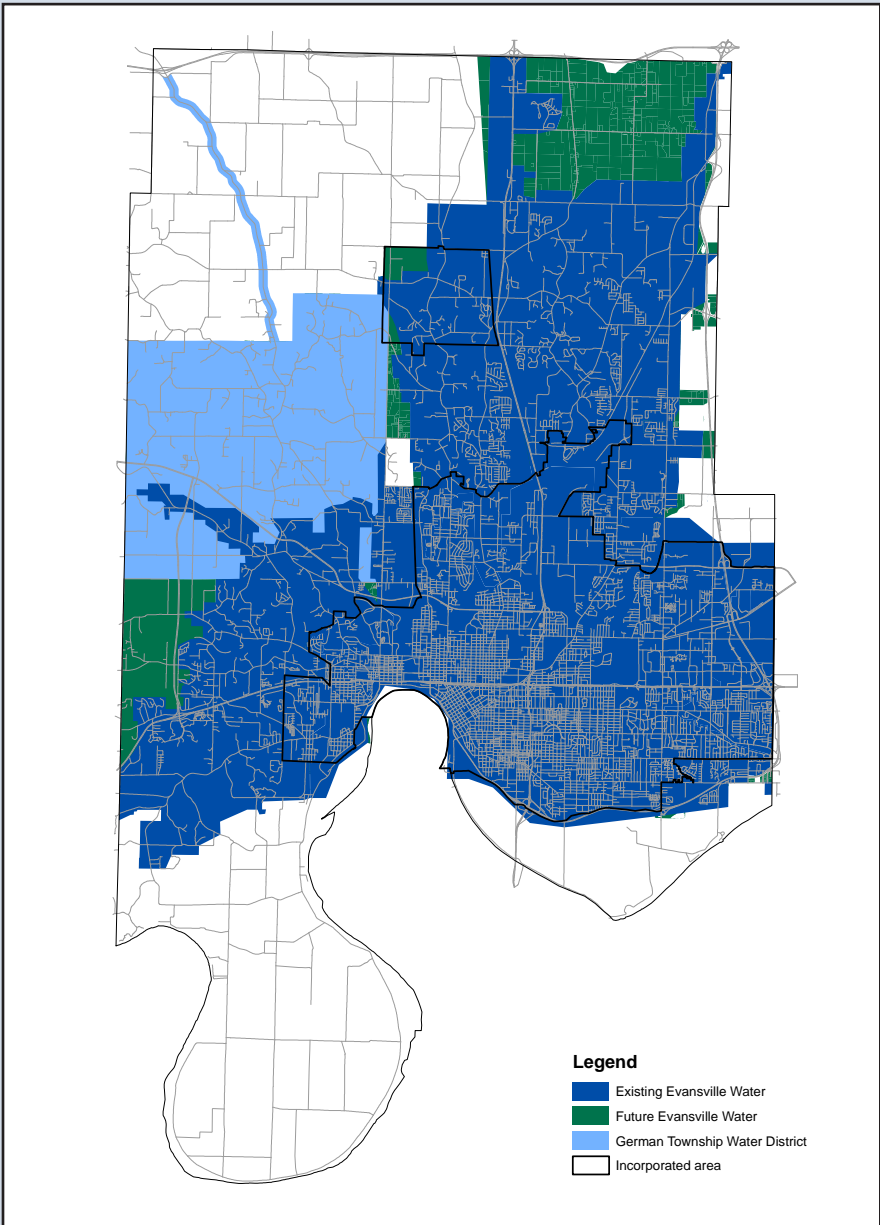 Legend
Existing Evansville Water
Future Evansville Water
German Township Water District
Incorporated area